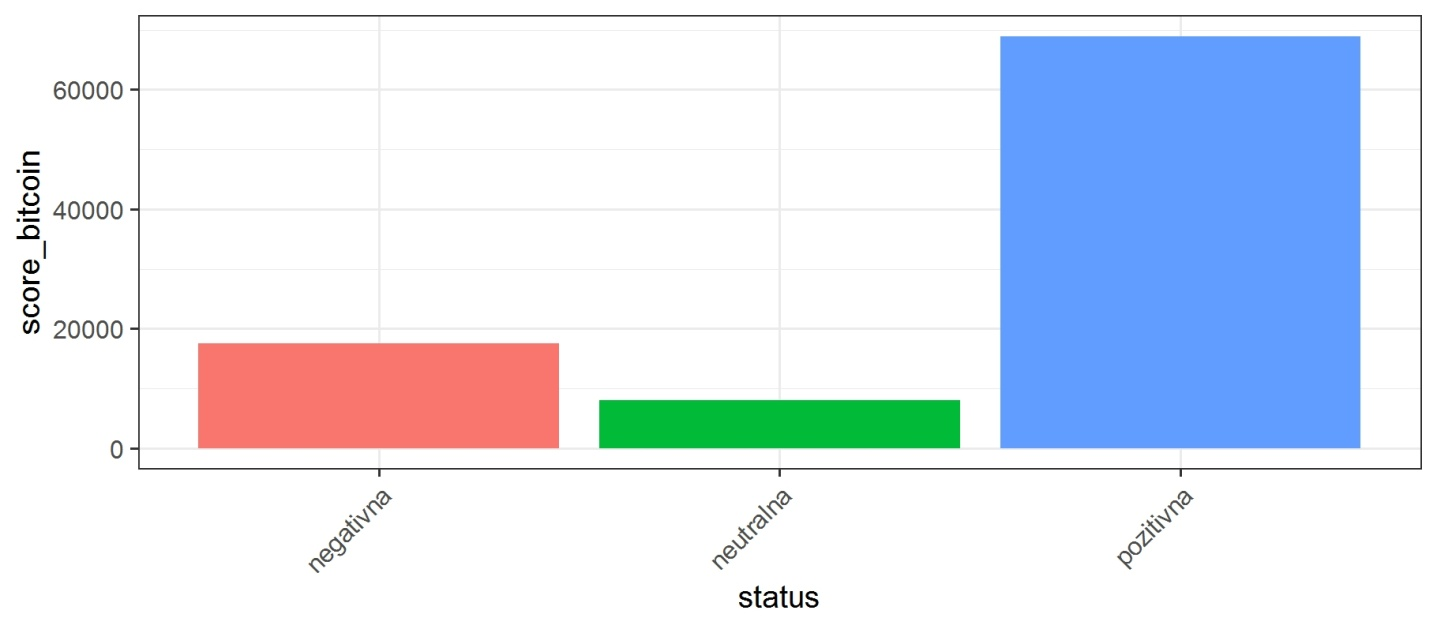 score_bitcoin
60000
40000
20000
0
negativna
neutralna
pozitivna
status